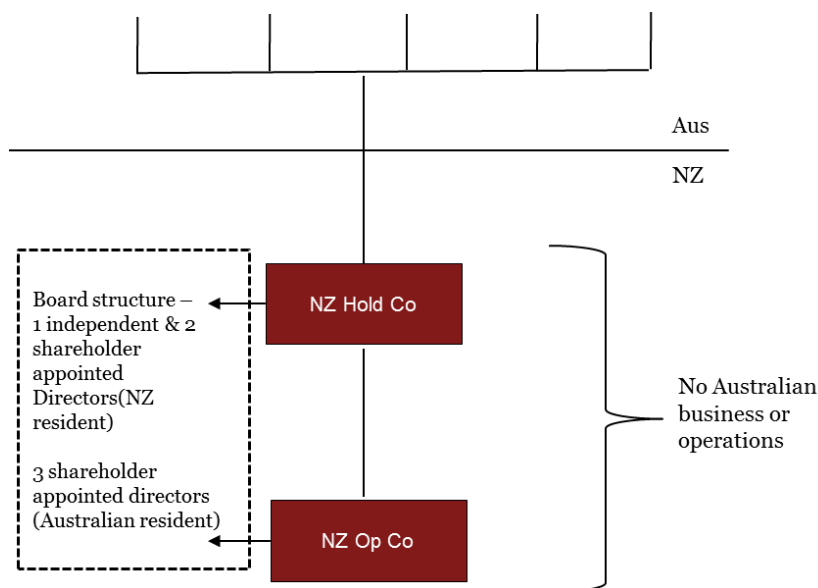 Aus
NZ
Board structure –
1 independent & 2
shareholder
appointed
Directors(NZ
resident)
3 shareholder
appointed directors
(Australian resident)
NZ Hold Co
No Australian
business or
operations
NZ Op Co